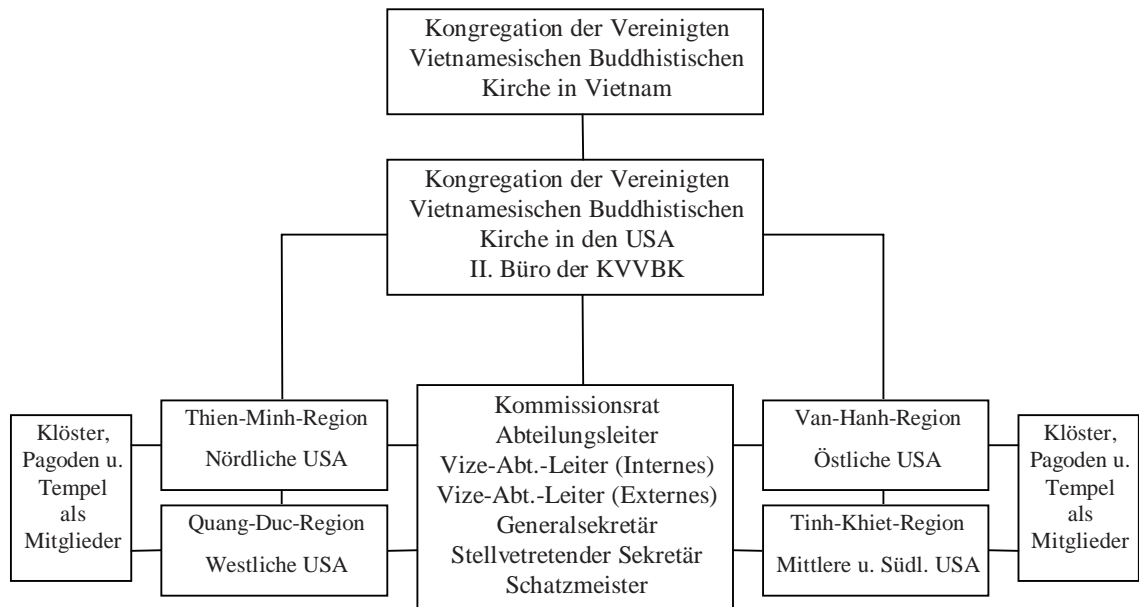 Kongregation der Vereinigten
Vietnamesischen Buddhistischen
Kirche in Vietnam
Kongregation der Vereinigten
Vietnamesischen Buddhistischen
Kirche in den USA
II. Büro der KVVBK
Klöster,
Pagoden u.
Tempel
als
Mitglieder
Thien-Minh-Region
Nördliche USA
Quang-Duc-Region
Westliche USA
Kommissionsrat
Abteilungsleiter
Vize-Abt.-Leiter (Internes)
Vize-Abt.-Leiter (Externes)
Generalsekretär
Stellvetretender Sekretär
Schatzmeister
Van-Hanh-Region
Östliche USA
Tinh-Khiet-Region
Mittlere u. Südl. USA
Klöster,
Pagoden u.
Tempel
als
Mitglieder